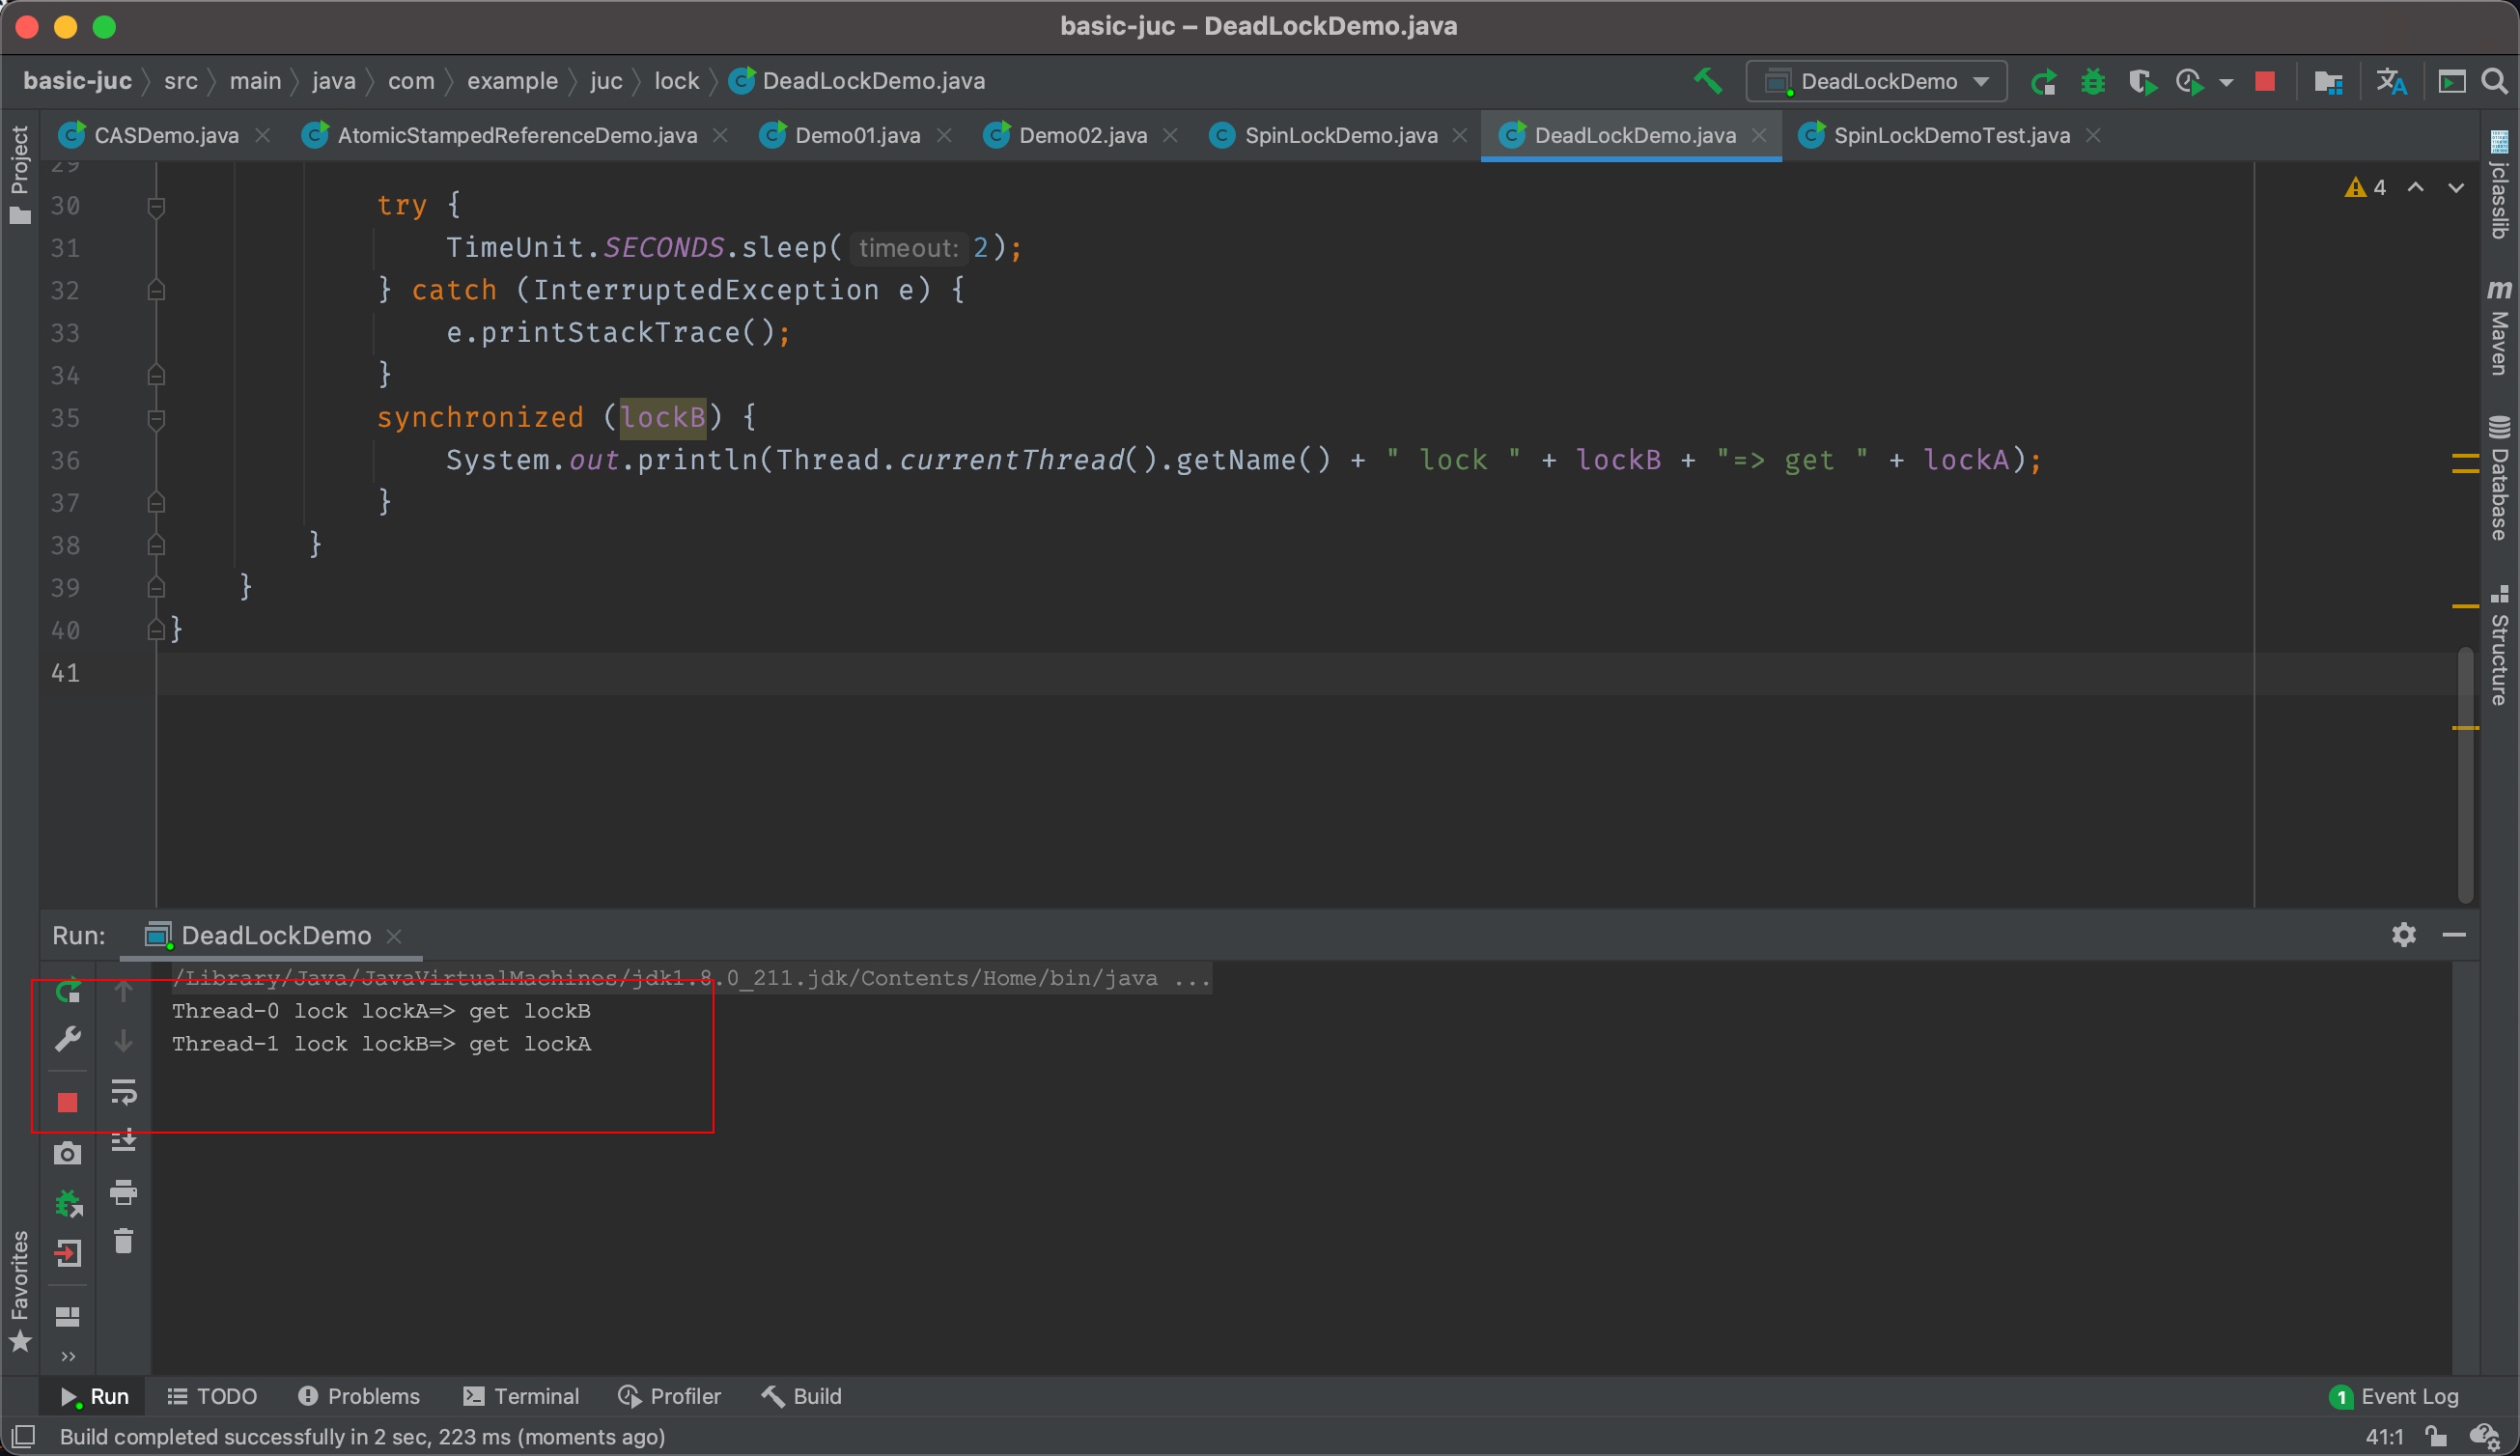 basic-juc – DeadLockDemo.java
basic-juc src main java com example juc lock DeadLockDemo.java
DeadLockDemo
CASDemo.java AtomicStampedReferenceDemo.java Demo01.java Demo02.java SpinLockDemo.java DeadLockDemo.java SpinLockDemoTest.java
Project
29
4
30 try {
31 TimeUnit.SECONDS.sleep( timeout: 2);
32 } catch (InterruptedException e) {
33 e.printStackTrace();
34 }
35 synchronized (lockB) {
36 System.out.println(Thread.currentThread().getName() + " lock " + lockB + "=> get " + lockA);
37 }
38 }
39 }
40 }
41
jclasslib
Maven
Database
Structure
Run: DeadLockDemo
/Library/Java/JavaVirtualMachines/jdk1.8.0_211.jdk/Contents/Home/bin/java ...
Thread-0 lock lockA=> get lockB
Thread-1 lock lockB=> get lockA
Favorites
Run TODO Problems Terminal Profiler Build 1 Event Log
Build completed successfully in 2 sec, 223 ms (moments ago) 41:1